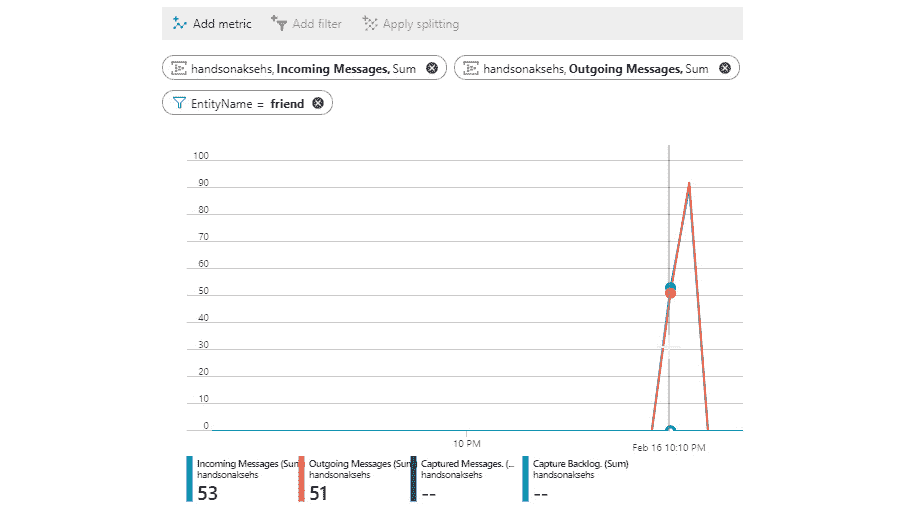 Add metric Add filter Apply splitting
handsonaksehs, Incoming Messages, Sum handsonaksehs, Outgoing Messages, Sum
EntityName = friend
100
90
80
70
60
50
40
30
20
10
0
10 PM Feb 16 10:10 PM
Incoming Messages (Sum Outgoing Messages (Sum Captured Messages. (... Capture Backlog. (Sum)
handsonaksehs handsonaksehs handsonaksehs handsonaksehs
53 51 -- --